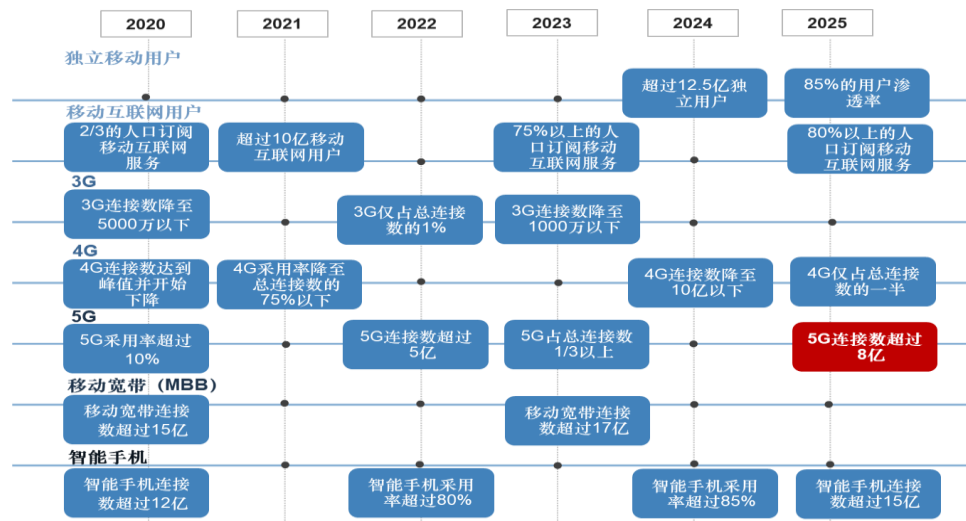 2020 2021 2022 2023 2024 2025
独立移动用户
超过12.5亿独
立用户
85%的用户渗
透率
移动互联网用户
2/3的人口订阅
移动互联网
服务
超过10亿移动
互联网用户
75%以上的人
口订阅移动
互联网服务
80%以上的人
口订阅移动
互联网服务
3G
3G连接数降至
5000万以下
3G仅占总连接
数的1%
3G连接数降至
1000万以下
4G
4G连接数达到
峰值并开始
下降
4G采用率降至
总连接数的
75%以下
4G连接数降至
10亿以下
4G仅占总连接
数的一半
5G
5G采用率超过
10%
5G连接数超过
5亿
5G占总连接数
1/3以上
5G连接数超过
8亿
移动宽带（MBB）
移动宽带连接
数超过15亿
移动宽带连接
数超过17亿
智能手机
智能手机连接
数超过12亿
智能手机采用
率超过80%
智能手机采用
率超过85%
智能手机连接
数超过15亿